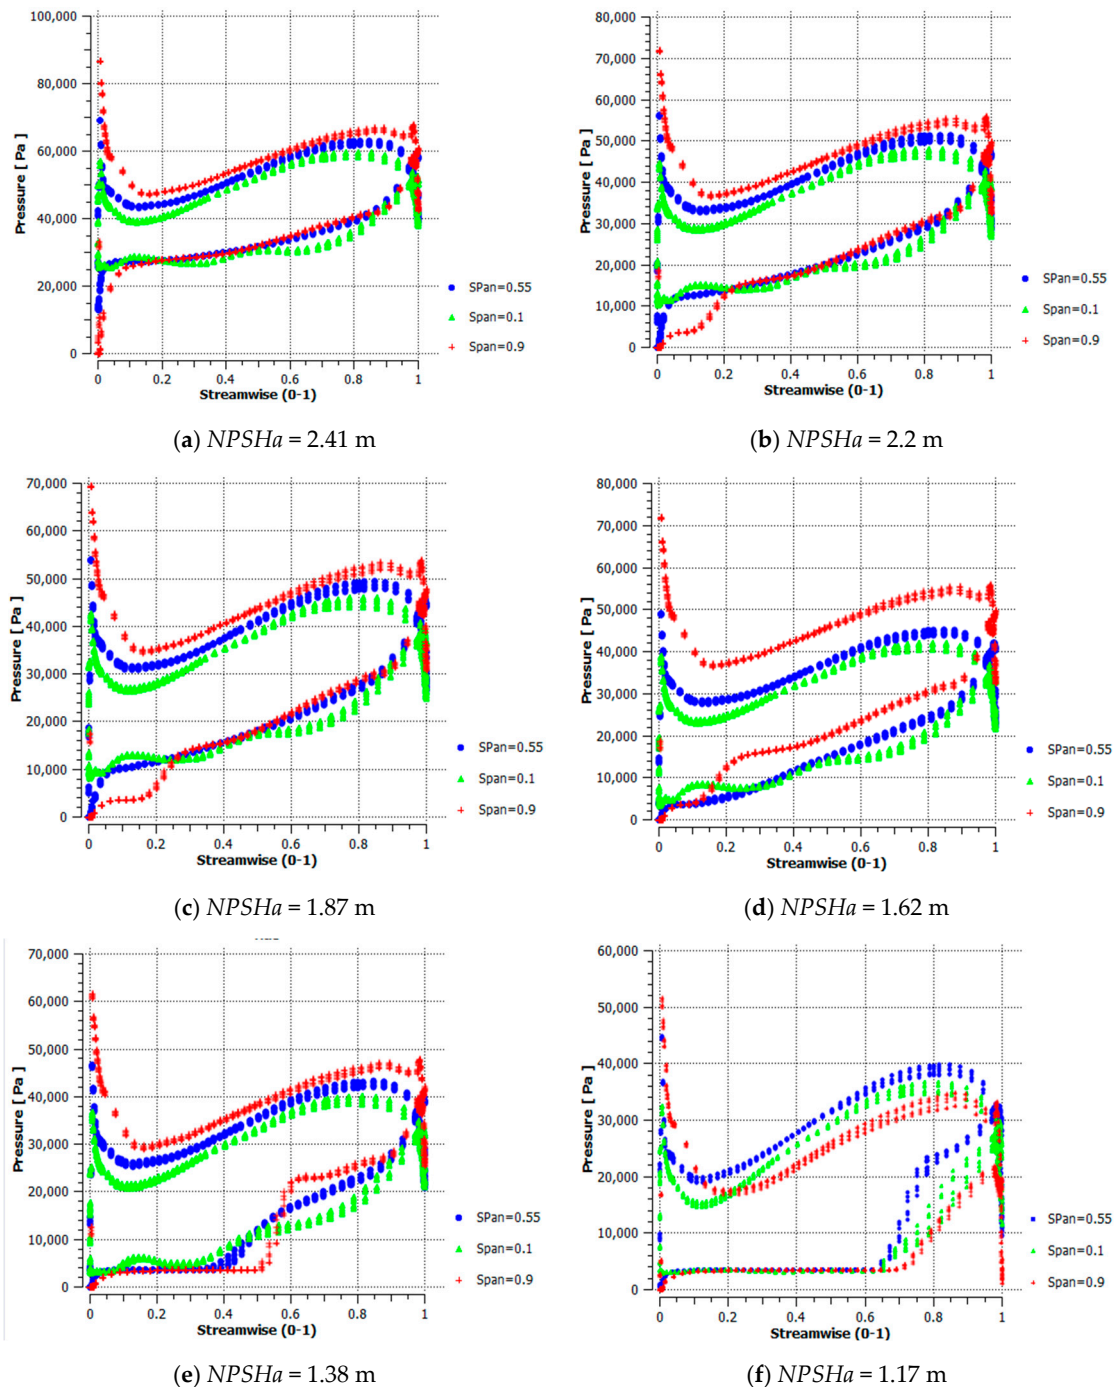 100,000
80,000
60,000
40,000
20,000
0
Pressure [ Pa ]
0 0.2 0.4 0.6 0.8 1
Streamwise (0-1)
SPan=0.55
Span=0.1
Span=0.9
(a) NPSHa = 2.41 m
80,000
70,000
60,000
50,000
40,000
30,000
20,000
10,000
0
Pressure [ Pa ]
0 0.2 0.4 0.6 0.8 1
Streamwise (0-1)
SPan=0.55
Span=0.1
Span=0.9
(b) NPSHa = 2.2 m
70,000
60,000
50,000
40,000
30,000
20,000
10,000
0
Pressure [ Pa ]
0 0.2 0.4 0.6 0.8 1
Streamwise (0-1)
SPan=0.55
Span=0.1
Span=0.9
(c) NPSHa = 1.87 m
80,000
70,000
60,000
50,000
40,000
30,000
20,000
10,000
0
Pressure [ Pa ]
0 0.2 0.4 0.6 0.8 1
Streamwise (0-1)
SPan=0.55
Span=0.1
Span=0.9
(d) NPSHa = 1.62 m
70,000
60,000
50,000
40,000
30,000
20,000
10,000
0
Pressure [ Pa ]
0 0.2 0.4 0.6 0.8 1
Streamwise (0-1)
SPan=0.55
Span=0.1
Span=0.9
(e) NPSHa = 1.38 m
60,000
50,000
40,000
30,000
20,000
10,000
0
Pressure [ Pa ]
0 0.2 0.4 0.6 0.8 1
Streamwise (0-1)
SPan=0.55
Span=0.1
Span=0.9
(f) NPSHa = 1.17 m